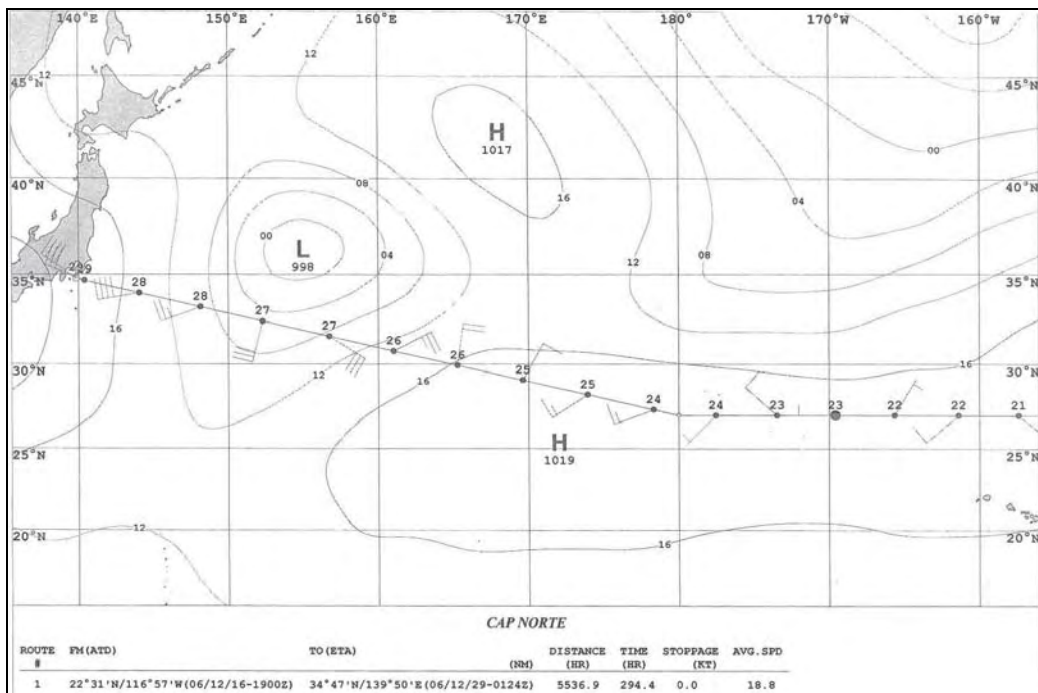 140°E 150°E 160°E 170°E 180° 170°W 160°W
12
12
45°N 45°N
H
1017
00
40°N 08 16 04 40°N
00
L
998
04 12 08
35°N 299 28 28 35°N
16 27 27 26 26 25 25 24 24 23 23 22 22 21
30°N 12 16 16 30°N
H
1019
25°N 25°N
20°N 12 16 20°N
CAP NORTE
ROUTE FM(ATD) TO(ETA) DISTANCE TIME STOPPAGE AVG.SPD
# (NM) (HR) (HR) (KT)
1 22°31'N/116°57'W(06/12/16-1900Z) 34°47'N/139°50'E(06/12/29-0124Z) 5536.9 294.4 0.0 18.8